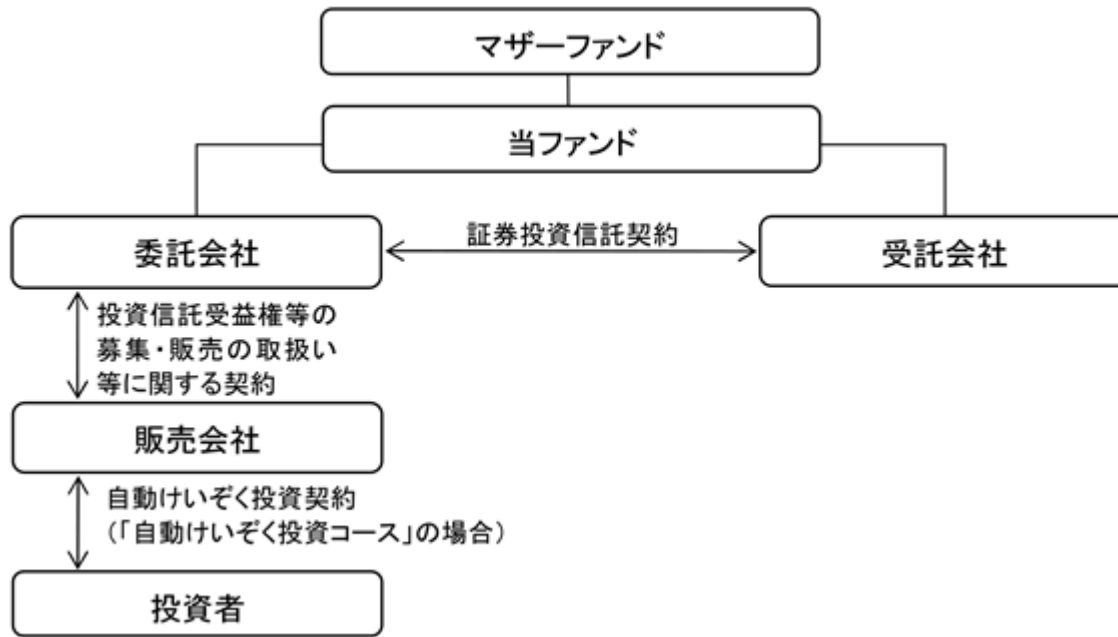 マザーファンド
当ファンド
委託会社
証券投資信託契約
受託会社
投資信託受益権等の
募集・販売の取扱い
等に関する契約
販売会社
自動けいぞく投資契約
(「自動けいぞく投資コース」の場合)
投資者